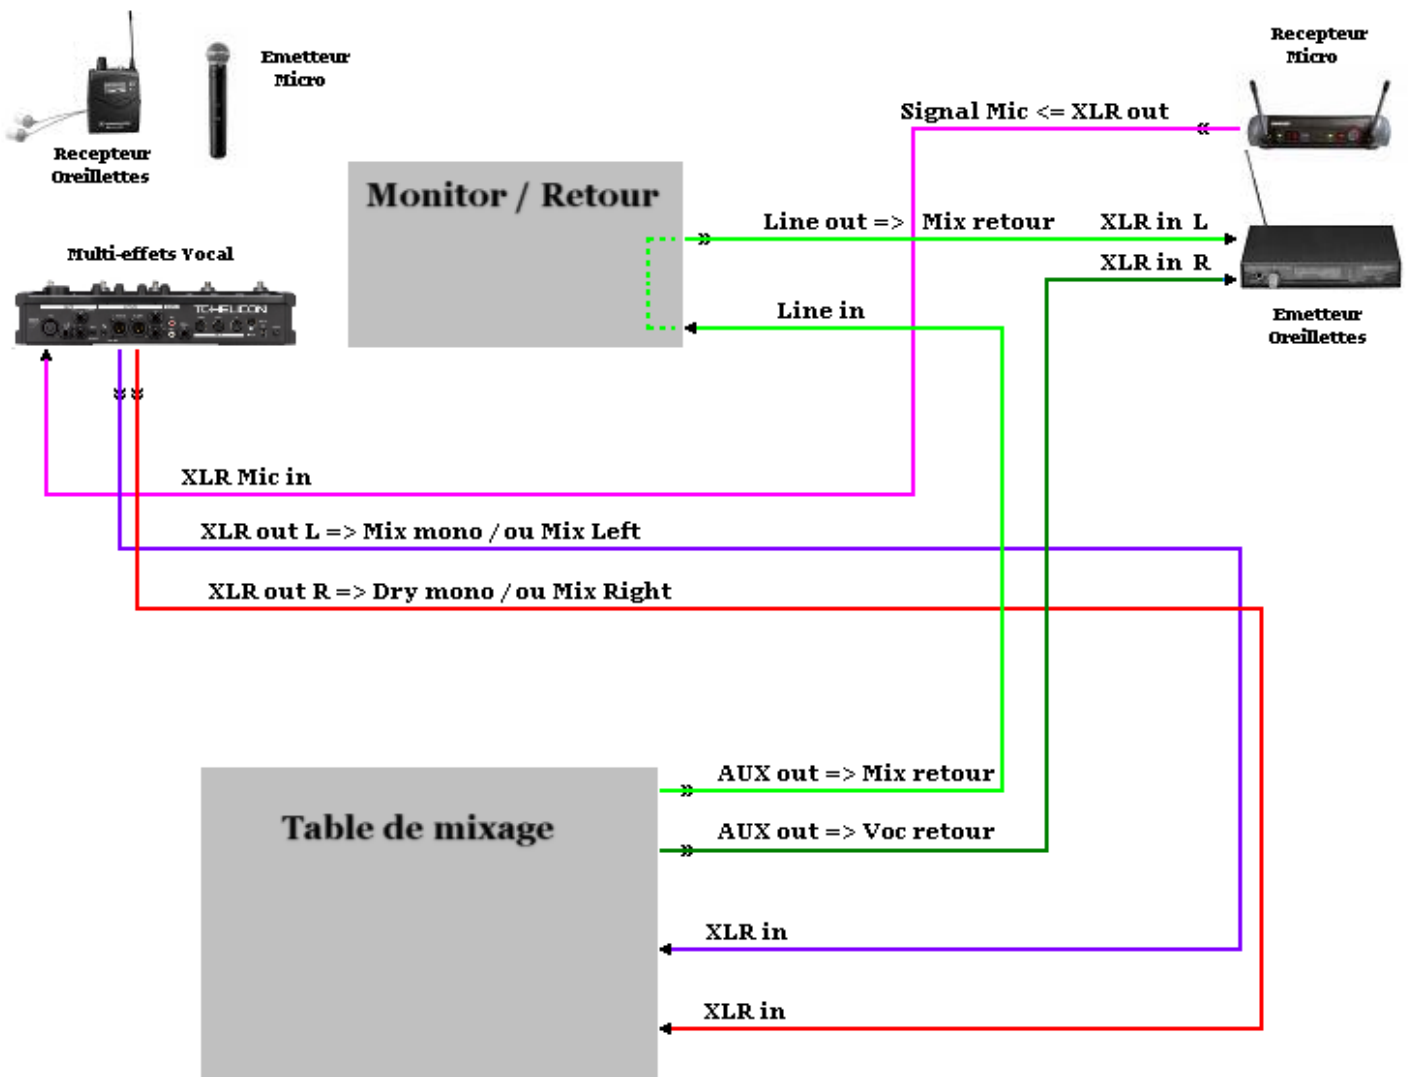 Emetteur
Micro
Recepteur
Oreillettes
Recepteur
Micro
Signal Mic <= XLR out
Monitor / Retour
Line out => Mix retour
XLR in L
XLR in R
Line in
Multi-effets Vocal
TC·HELICON
Emetteur
Oreillettes
XLR Mic in
XLR out L => Mix mono / ou Mix Left
XLR out R => Dry mono / ou Mix Right
AUX out => Mix retour
Table de mixage
AUX out => Voc retour
XLR in
XLR in